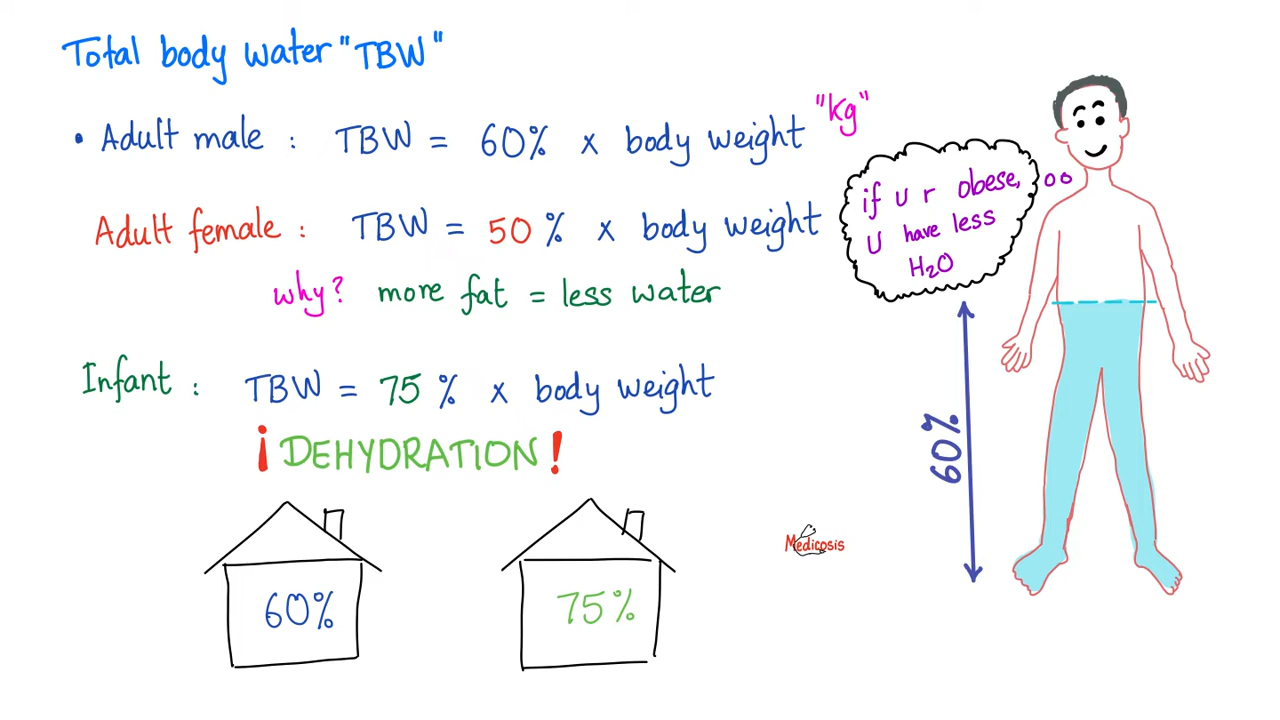 Total body water "TBW"
• Adult male : TBW = 60% x body weight "kg"
Adult female : TBW = 50 % x body weight
why? more fat = less water
Infant : TBW = 75 % x body weight
¡DEHYDRATION!
60%
75%
if u r obese,
U have less
H2O
60%
Medicosis